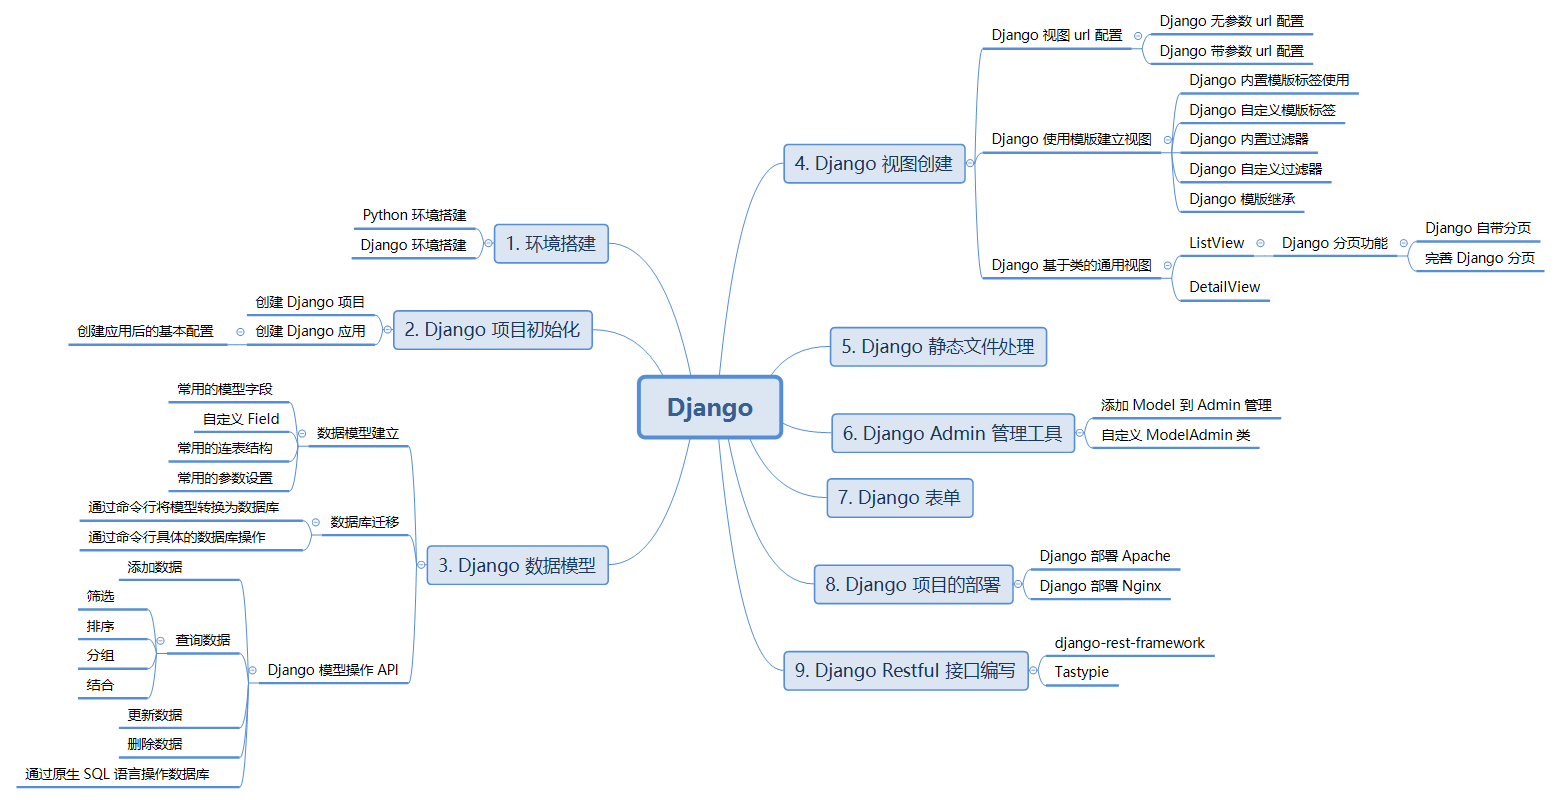 Django
1. 环境搭建
Python 环境搭建
Django 环境搭建
2. Django 项目初始化
创建 Django 项目
创建 Django 应用
创建应用后的基本配置
3. Django 数据模型
数据模型建立
常用的模型字段
自定义 Field
常用的连表结构
常用的参数设置
数据库迁移
通过命令行将模型转换为数据库
通过命令行具体的数据库操作
Django 模型操作 API
添加数据
查询数据
筛选
排序
分组
结合
更新数据
删除数据
通过原生 SQL 语言操作数据库
4. Django 视图创建
Django 视图 url 配置
Django 无参数 url 配置
Django 带参数 url 配置
Django 使用模版建立视图
Django 内置模版标签使用
Django 自定义模版标签
Django 内置过滤器
Django 自定义过滤器
Django 模版继承
Django 基于类的通用视图
ListView
Django 分页功能
Django 自带分页
完善 Django 分页
DetailView
5. Django 静态文件处理
6. Django Admin 管理工具
添加 Model 到 Admin 管理
自定义 ModelAdmin 类
7. Django 表单
8. Django 项目的部署
Django 部署 Apache
Django 部署 Nginx
9. Django Restful 接口编写
django-rest-framework
Tastypie